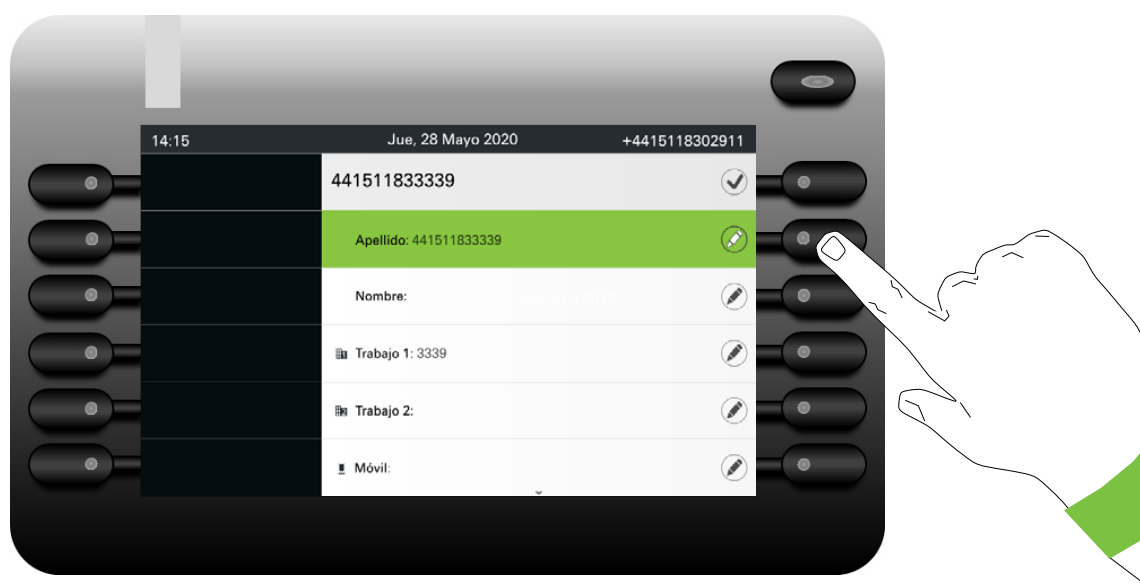 14:15 Jue, 28 Mayo 2020 +4415118302911
441511833339
Apellido: 441511833339
Nombre:
Trabajo 1: 3339
Trabajo 2:
Móvil: